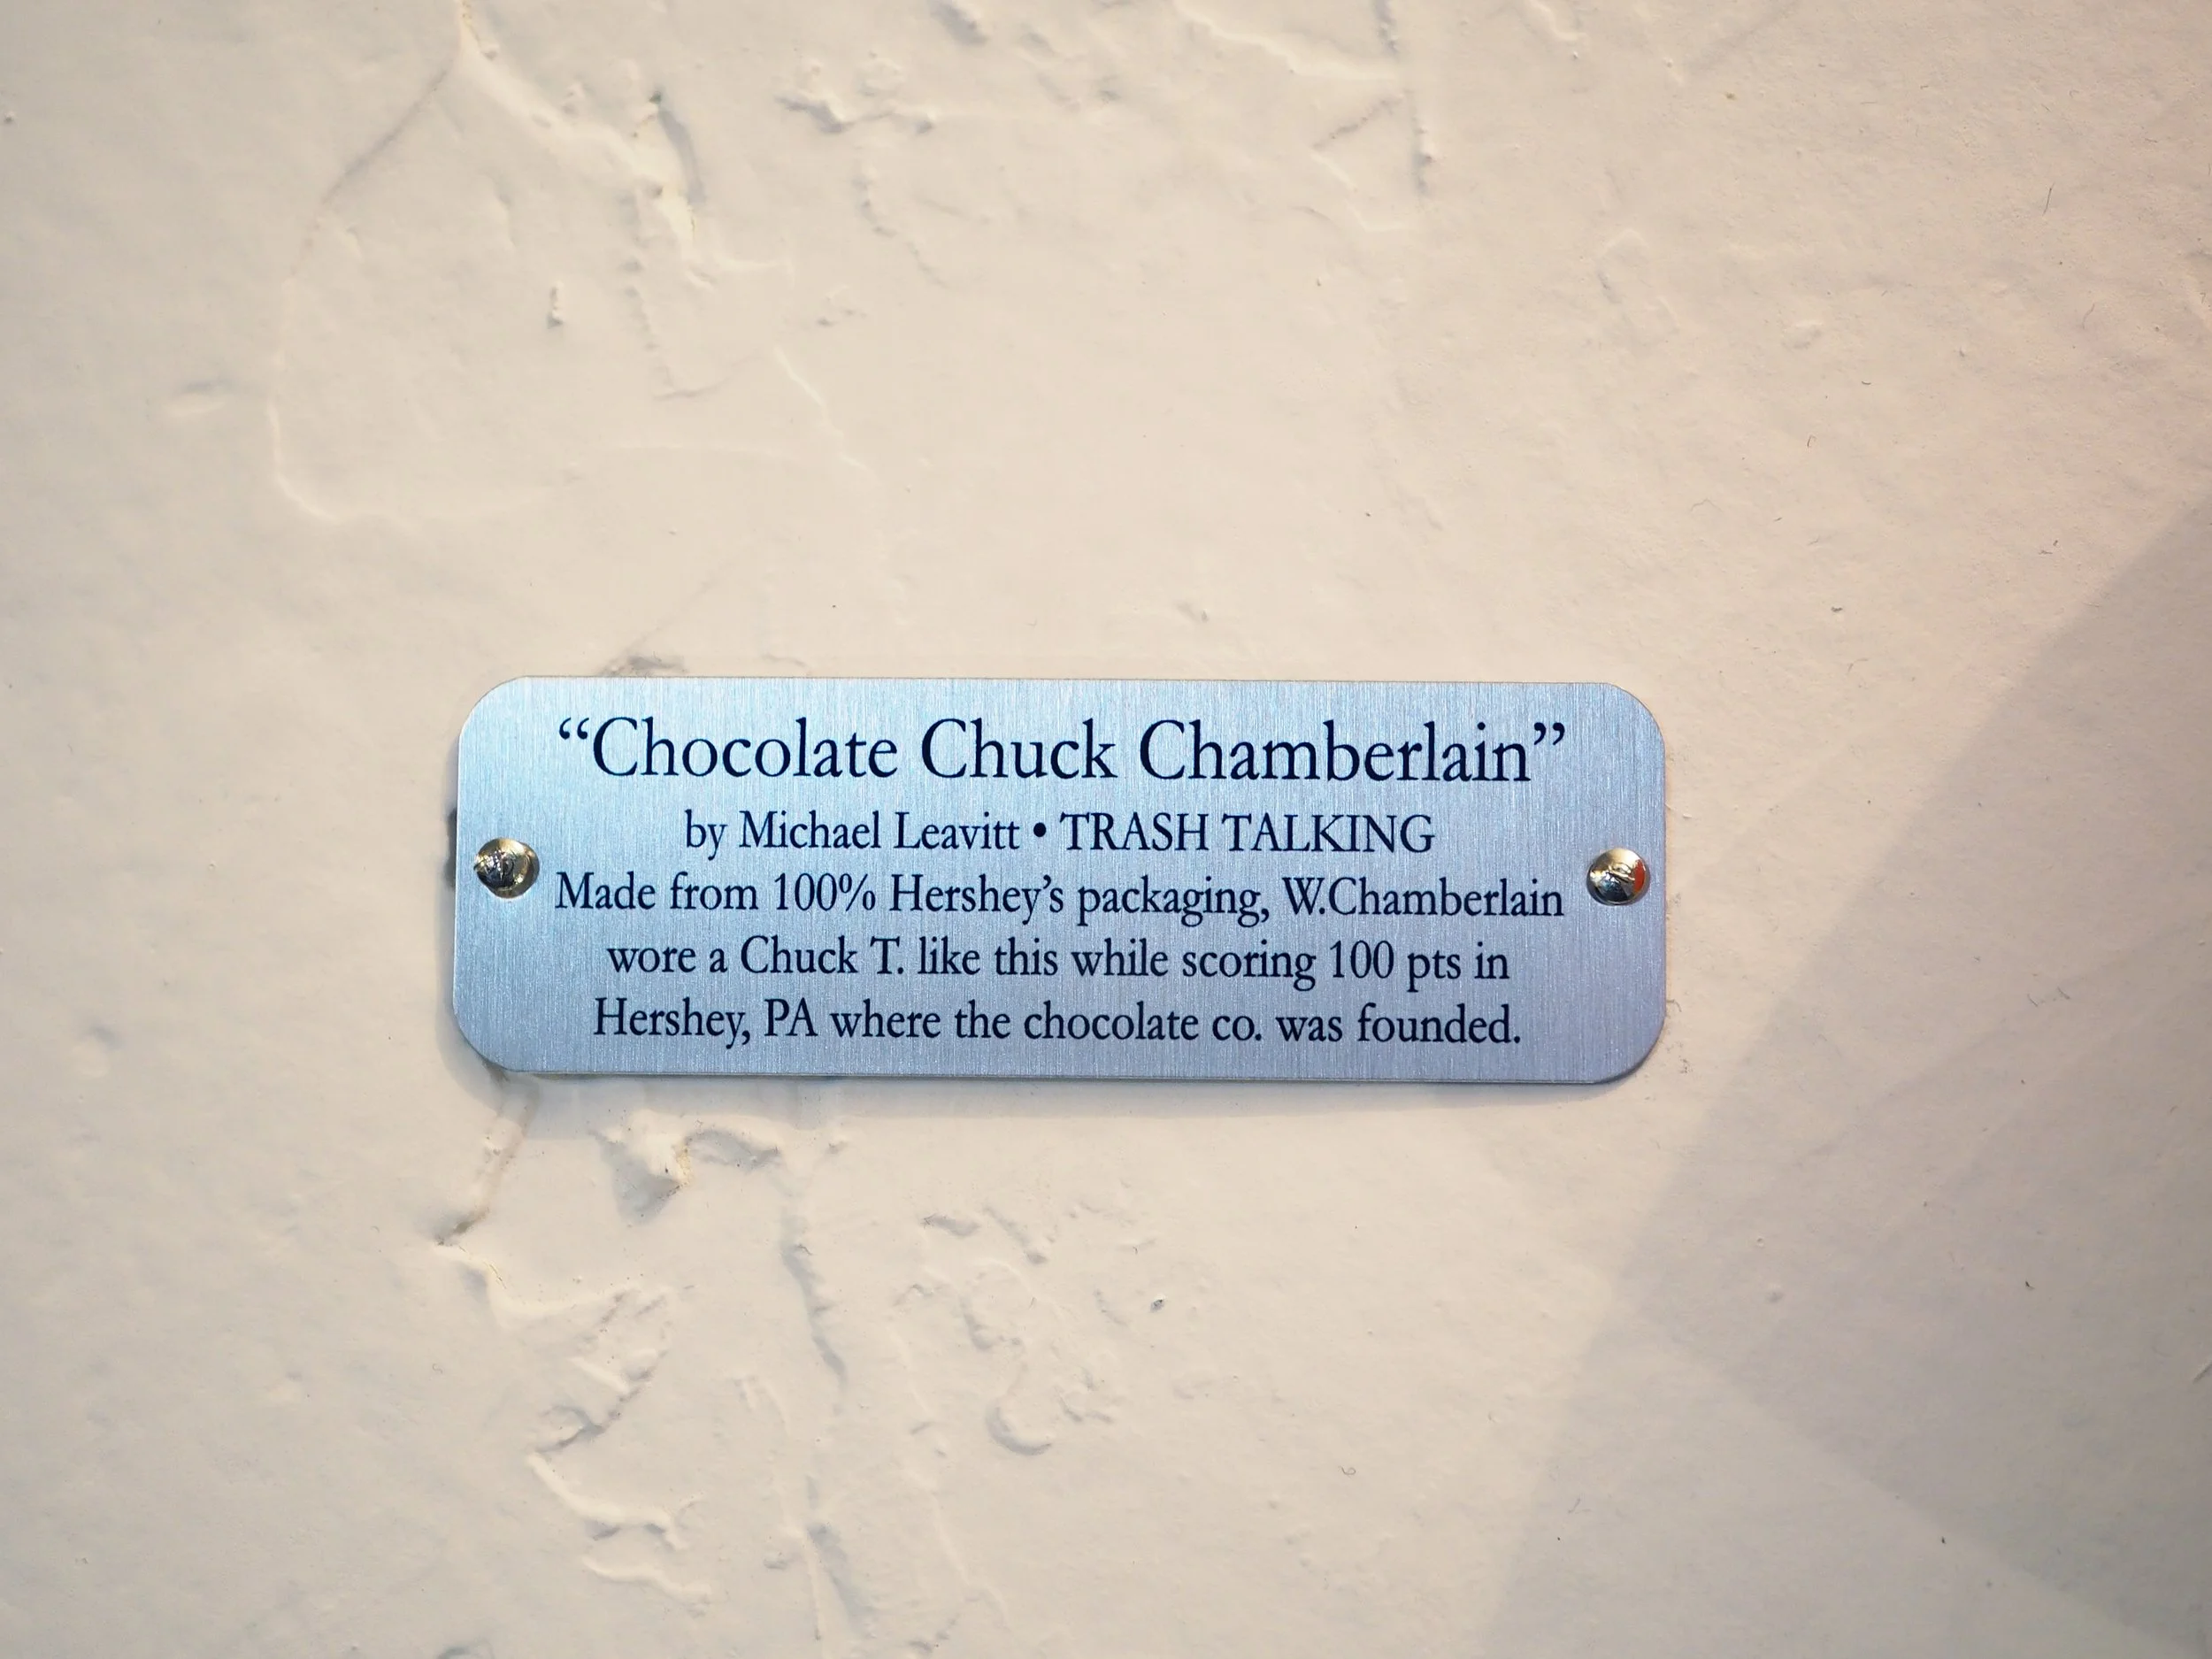 “Chocolate Chuck Chamberlain”
by Michael Leavitt • TRASH TALKING
Made from 100% Hershey’s packaging, W.Chamberlain
wore a Chuck T. like this while scoring 100 pts in
Hershey, PA where the chocolate co. was founded.